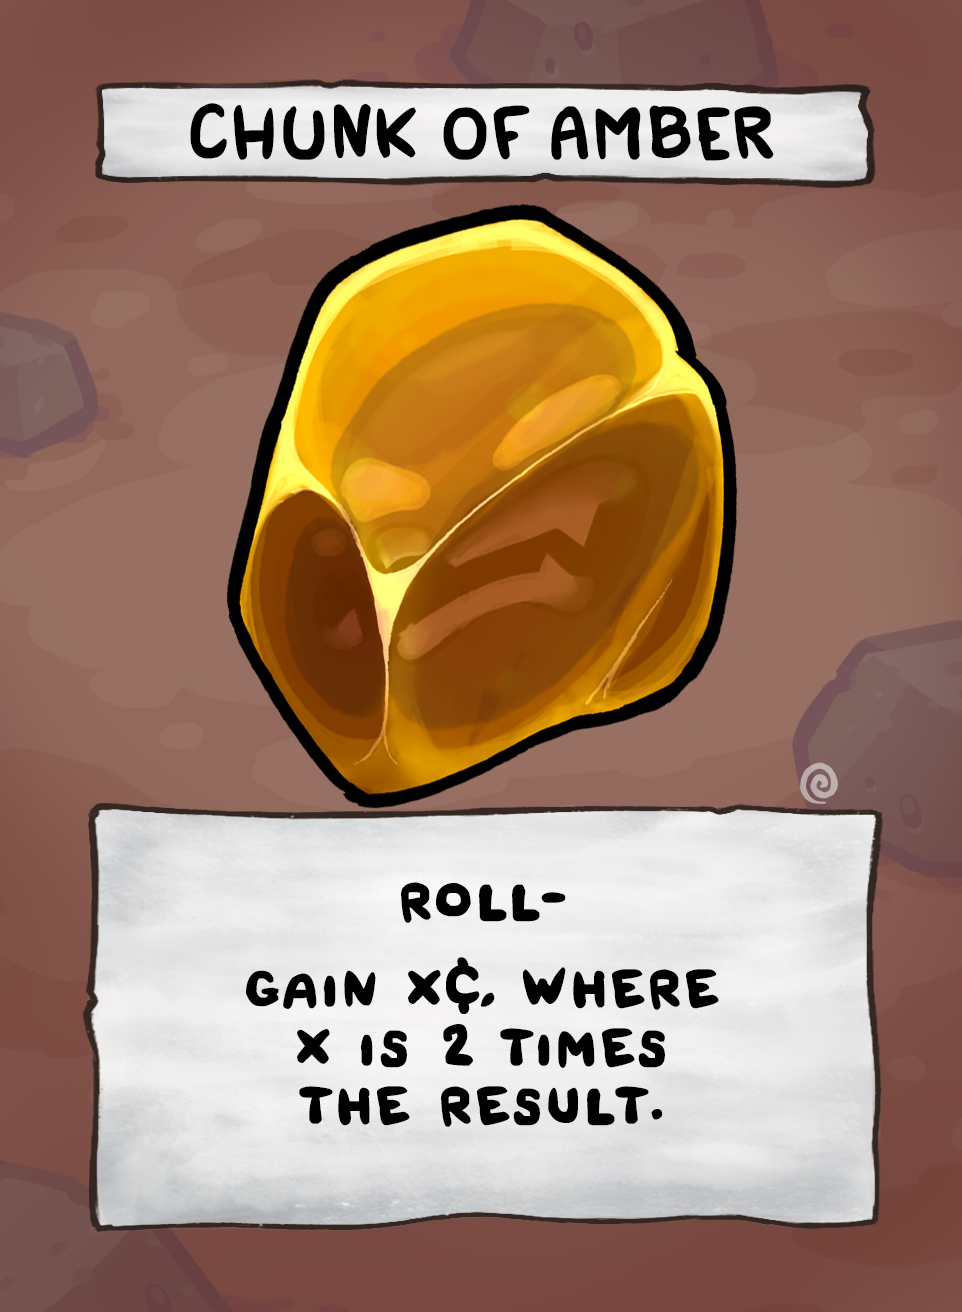 CHUNK OF AMBER
ROLL-
GAIN X¢, WHERE
X IS 2 TIMES
THE RESULT.